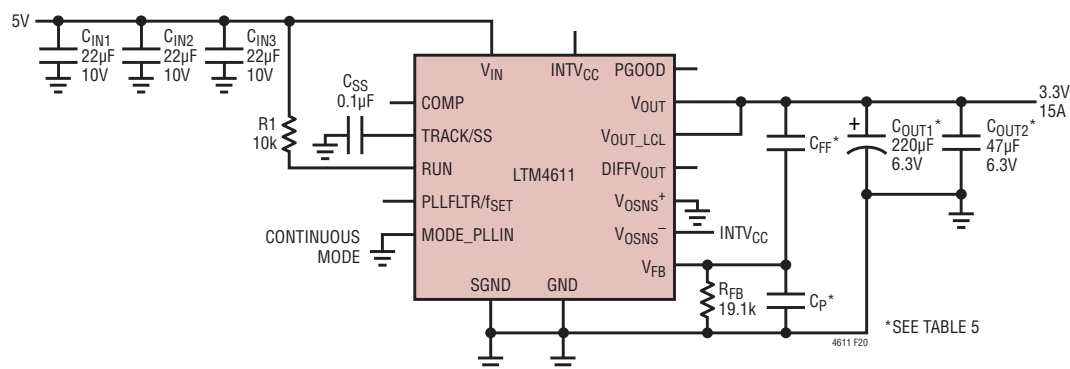 5V
CIN1
22µF
10V
CIN2
22µF
10V
CIN3
22µF
10V
CSS
0.1µF
R1
10k
CONTINUOUS
MODE
VIN
INTVCC
PGOOD
COMP
VOUT
TRACK/SS
VOUT_LCL
RUN
LTM4611
DIFFVOUT
PLLFLTR/fSET
VOSNS+
MODE_PLLIN
VOSNS–
INTVCC
VFB
SGND
GND
RFB
19.1k
CFF*
CP*
+
COUT1*
220µF
6.3V
COUT2*
47µF
6.3V
3.3V
15A
*SEE TABLE 5
4611 F20